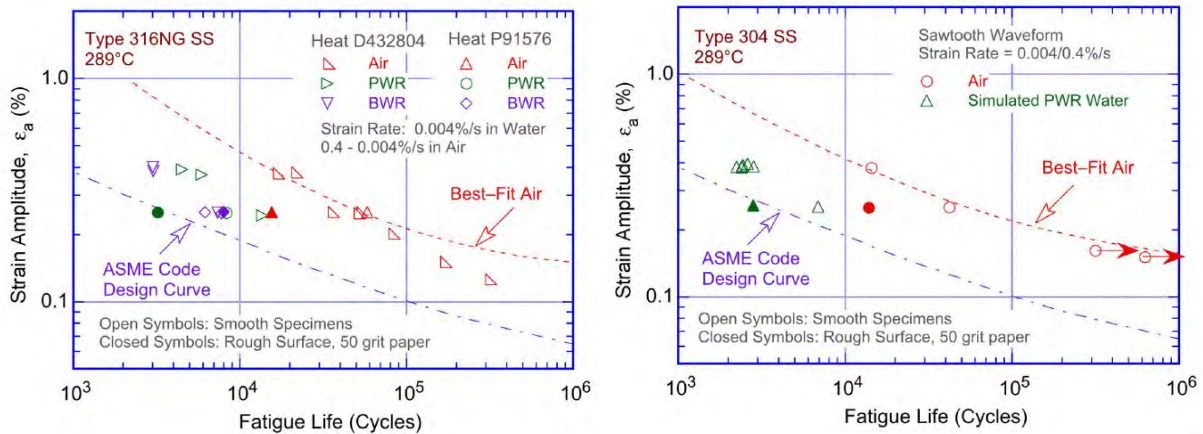 Type 316NG SS
289°C
Heat D432804
Air
PWR
BWR
Heat P91576
Air
PWR
BWR
Strain Rate: 0.004%/s in Water
0.4 - 0.004%/s in Air
Best–Fit Air
ASME Code
Design Curve
Open Symbols: Smooth Specimens
Closed Symbols: Rough Surface, 50 grit paper
Strain Amplitude, εa (%)
1.0
0.1
10³ 10⁴ 10⁵ 10⁶
Fatigue Life (Cycles)
Type 304 SS
289°C
Sawtooth Waveform
Strain Rate = 0.004/0.4%/s
Air
Simulated PWR Water
Best–Fit Air
ASME Code
Design Curve
Open Symbols: Smooth Specimens
Closed Symbols: Rough Surface, 50 grit paper
Strain Amplitude, εa (%)
1.0
0.1
10³ 10⁴ 10⁵ 10⁶
Fatigue Life (Cycles)